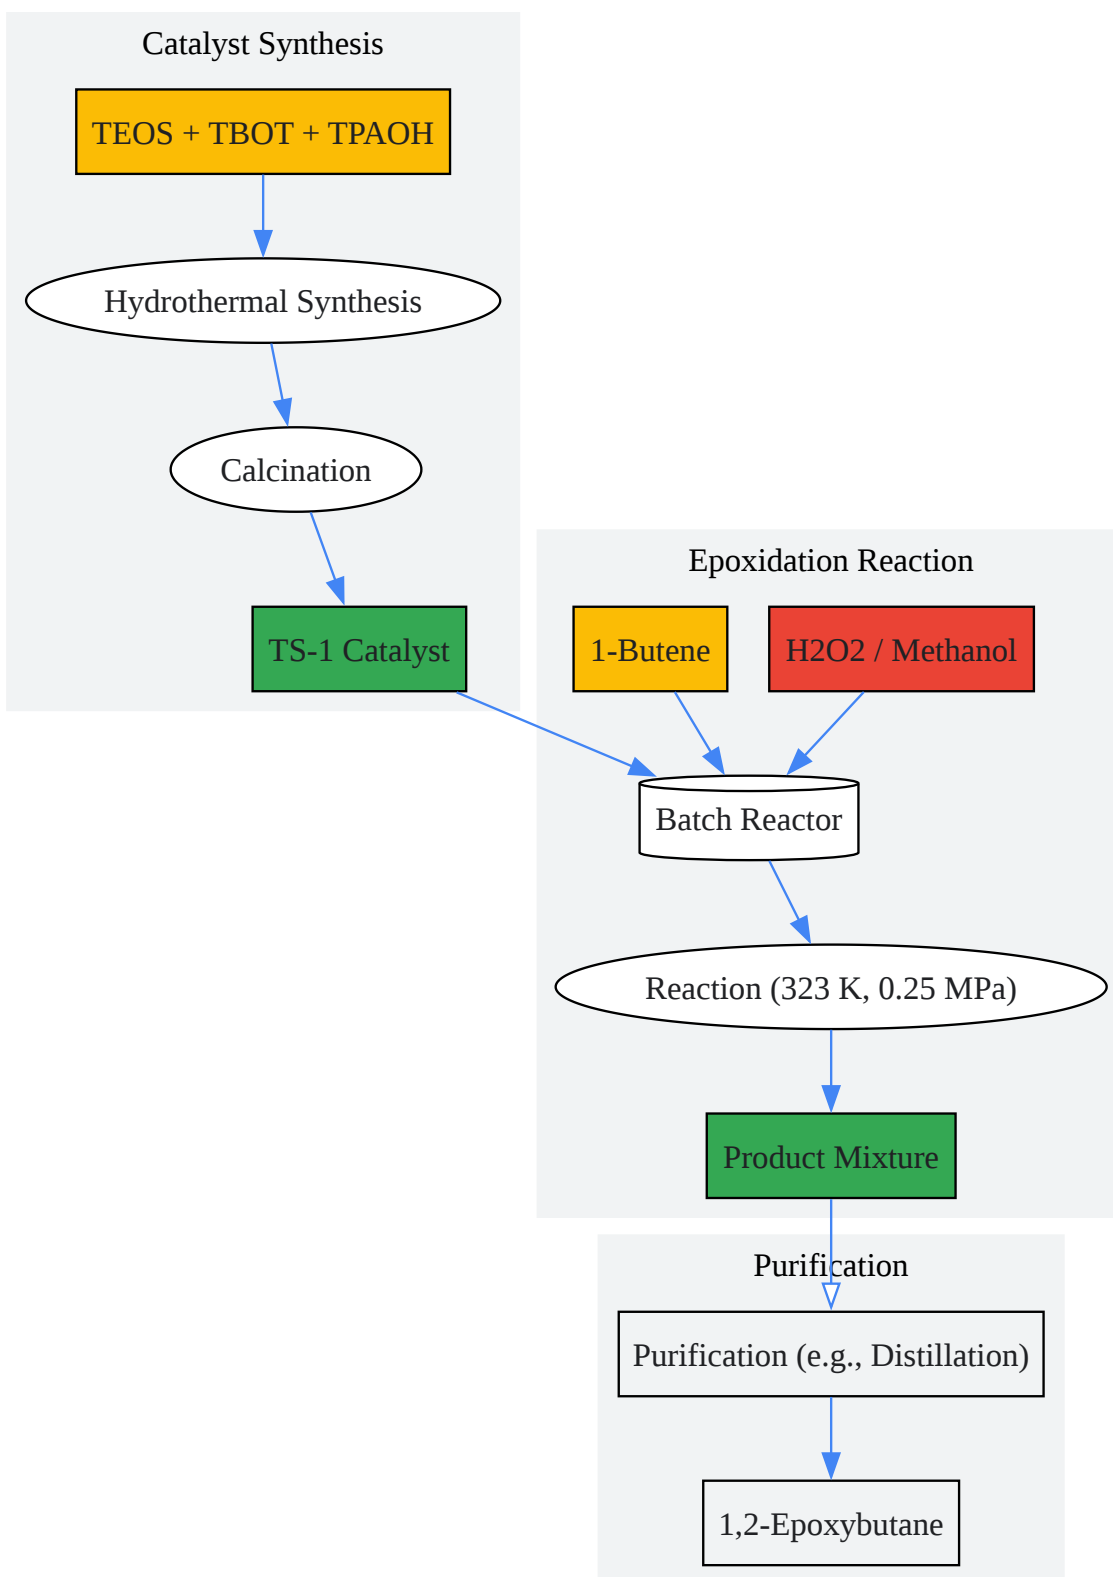 Catalyst Synthesis
TEOS + TBOT + TPAOH
Hydrothermal Synthesis
Calcination
TS-1 Catalyst
Epoxidation Reaction
1-Butene
H2O2 / Methanol
Batch Reactor
Reaction (323 K, 0.25 MPa)
Product Mixture
Purification
Purification (e.g., Distillation)
1,2-Epoxybutane